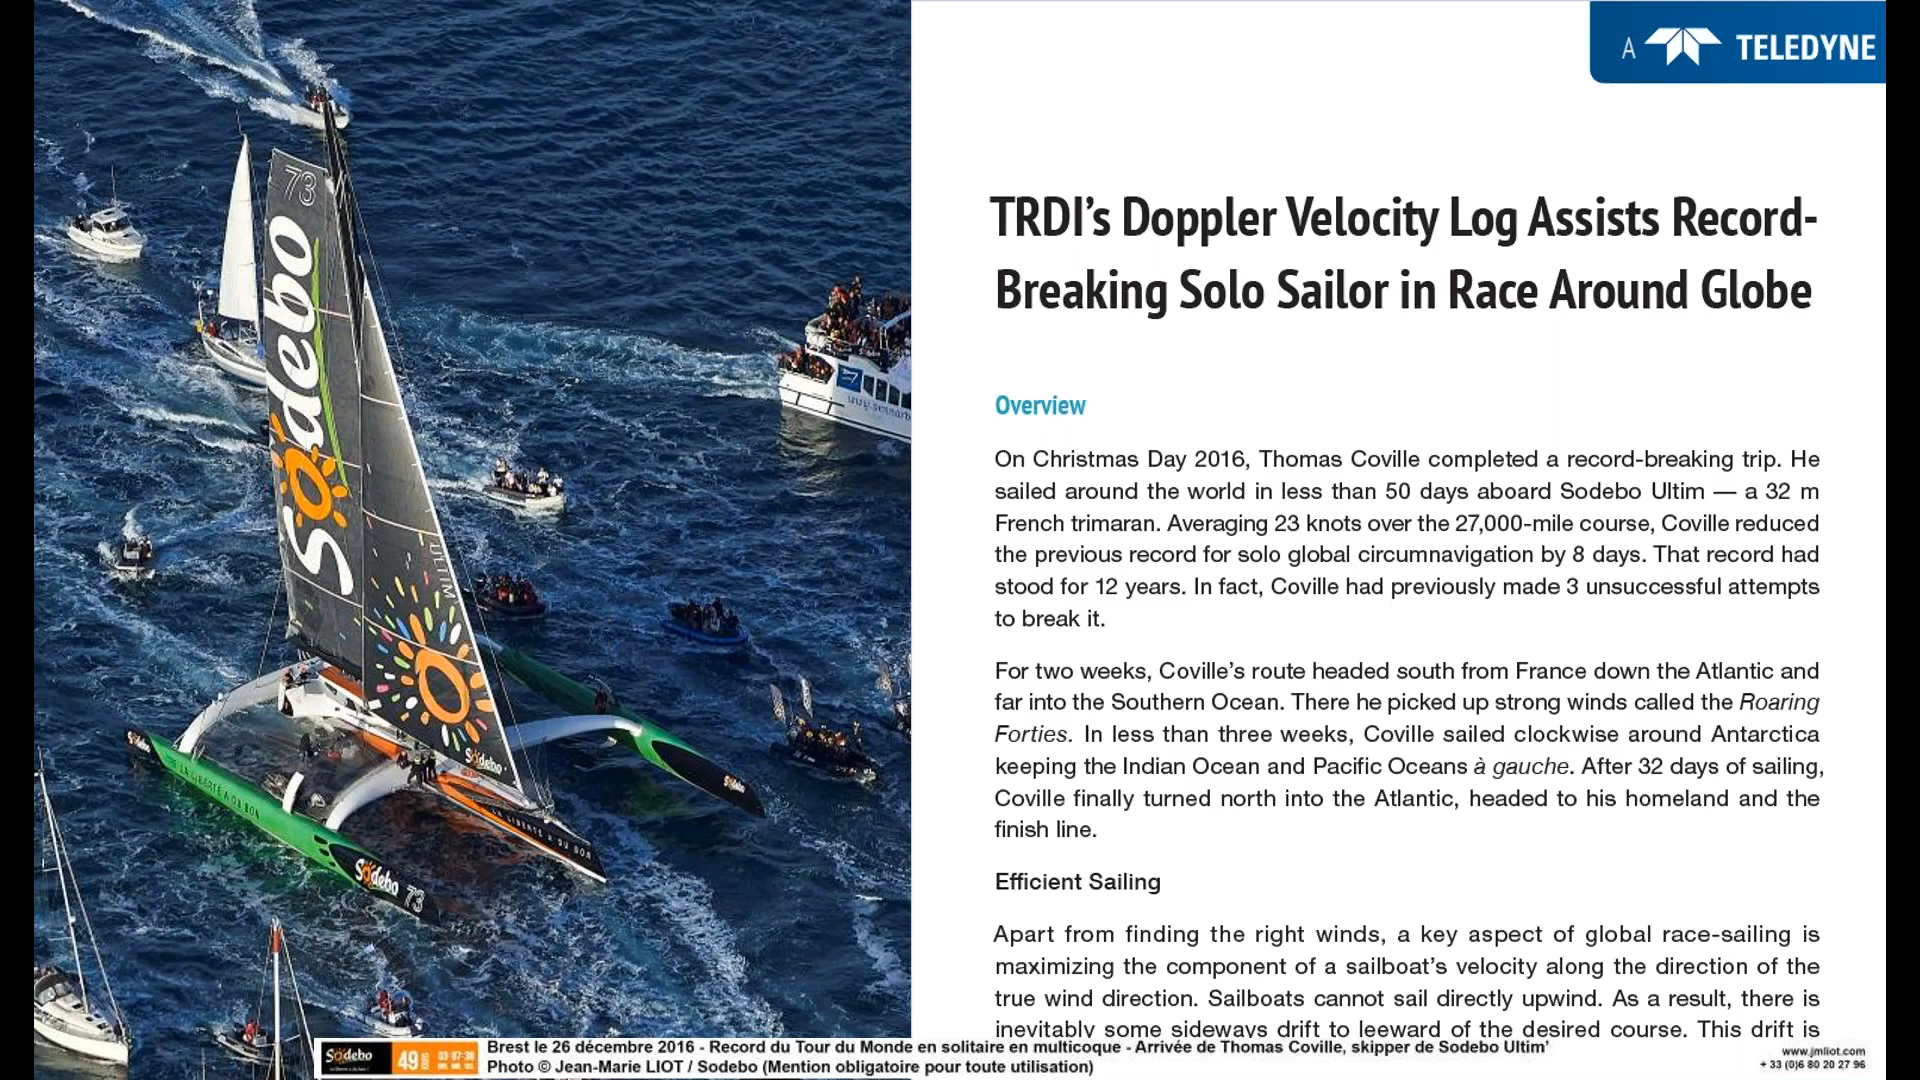 A TELEDYNE
TRDI’s Doppler Velocity Log Assists Record-
Breaking Solo Sailor in Race Around Globe
Overview
On Christmas Day 2016, Thomas Coville completed a record-breaking trip. He
sailed around the world in less than 50 days aboard Sodebo Ultim — a 32 m
French trimaran. Averaging 23 knots over the 27,000-mile course, Coville reduced
the previous record for solo global circumnavigation by 8 days. That record had
stood for 12 years. In fact, Coville had previously made 3 unsuccessful attempts
to break it.
For two weeks, Coville’s route headed south from France down the Atlantic and
far into the Southern Ocean. There he picked up strong winds called the Roaring
Forties. In less than three weeks, Coville sailed clockwise around Antarctica
keeping the Indian Ocean and Pacific Oceans à gauche. After 32 days of sailing,
Coville finally turned north into the Atlantic, headed to his homeland and the
finish line.
Efficient Sailing
Apart from finding the right winds, a key aspect of global race-sailing is
maximizing the component of a sailboat’s velocity along the direction of the
true wind direction. Sailboats cannot sail directly upwind. As a result, there is
inevitably some sideways drift to leeward of the desired course. This drift is
73
Sodebo
ULTIM
Sodebo
Sodebo
Sodebo
LA LIBERTÉ A DU BON
LA LIBERTÉ A DU BON
Sodebo 73
Sodebo
49 JOURS
Brest le 26 décembre 2016 - Record du Tour du Monde en solitaire en multicoque - Arrivée de Thomas Coville, skipper de Sodebo Ultim’
Photo © Jean-Marie LIOT / Sodebo (Mention obligatoire pour toute utilisation)
www.jmliot.com
+ 33 (0)6 80 20 27 96